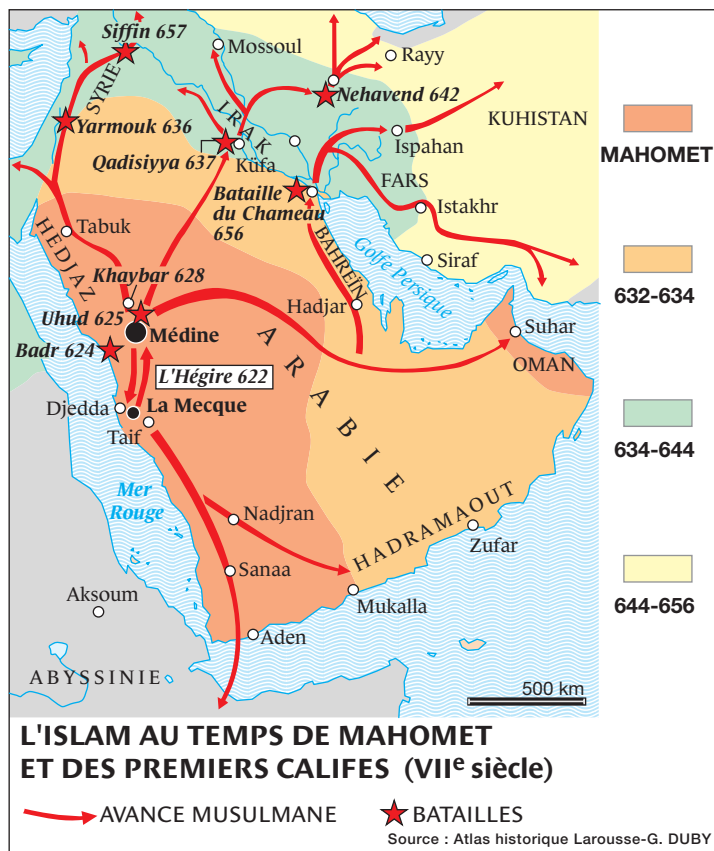 Siffin 657
Mossoul
Rayy
SYRIE
Nehavend 642
KUHISTAN
IRAK
Yarmouk 636
Qadisiyya 637
Kūfa
Ispahan
FARS
Bataille
du Chameau
656
Istakhr
Tabuk
HEDJAZ
BAHREÏN
Golfe Persique
Siraf
Khaybar 628
Hadjar
Uhud 625
Médine
Suhar
Badr 624
ARABIE
OMAN
L'Hégire 622
Djedda
La Mecque
Taif
Mer
Rouge
Nadjran
HADRAMAOUT
Zufar
Sanaa
Aksoum
Mukalla
Aden
ABYSSINIE
500 km
MAHOMET
632-634
634-644
644-656
L'ISLAM AU TEMPS DE MAHOMET
ET DES PREMIERS CALIFES (VIIe siècle)
AVANCE MUSULMANE
BATAILLES
Source : Atlas historique Larousse-G. DUBY